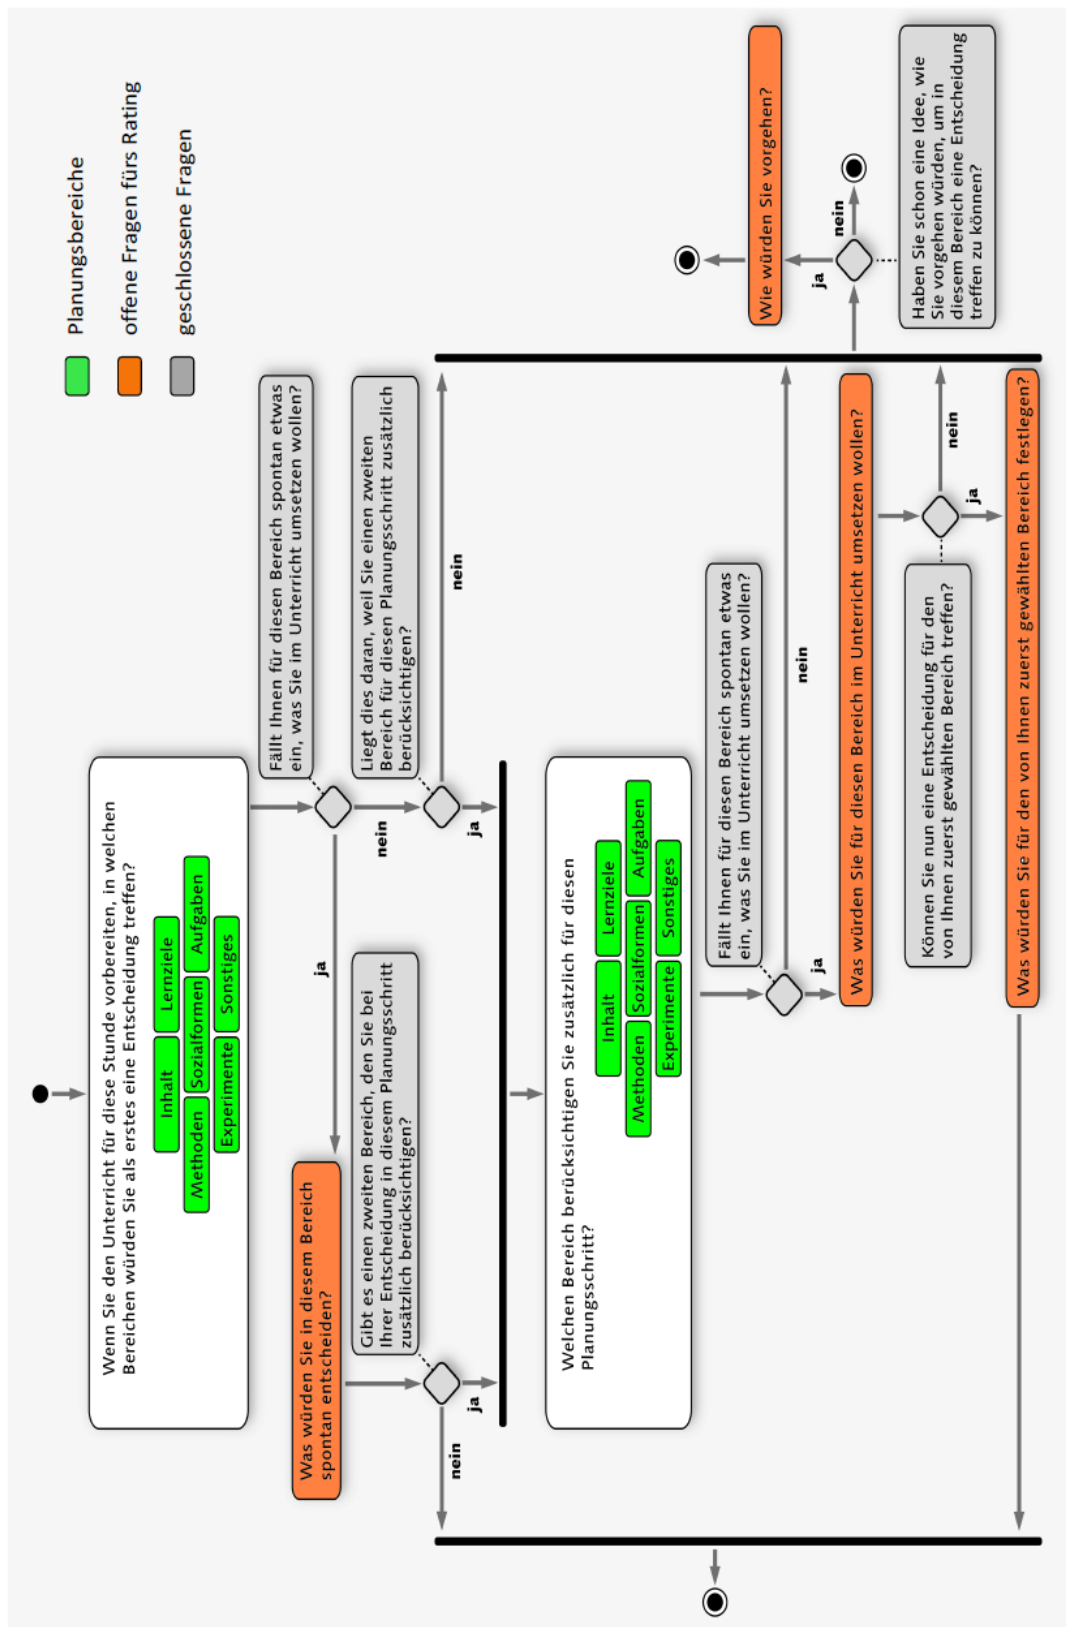 Planungsbereiche
offene Fragen fürs Rating
geschlossene Fragen
Wenn Sie den Unterricht für diese Stunde vorbereiten, in welchen
Bereichen würden Sie als erstes eine Entscheidung treffen?
Inhalt
Lernziele
Methoden
Sozialformen
Aufgaben
Experimente
Sonstiges
Fällt Ihnen für diesen Bereich spontan etwas
ein, was Sie im Unterricht umsetzen wollen?
ja
nein
Was würden Sie in diesem Bereich
spontan entscheiden?
Gibt es einen zweiten Bereich, den Sie bei
Ihrer Entscheidung in diesem Planungsschritt
zusätzlich berücksichtigen?
nein
ja
Liegt dies daran, weil Sie einen zweiten
Bereich für diesen Planungsschritt zusätzlich
berücksichtigen?
nein
ja
Welchen Bereich berücksichtigen Sie zusätzlich für diesen
Planungsschritt?
Inhalt
Lernziele
Methoden
Sozialformen
Aufgaben
Experimente
Sonstiges
Fällt Ihnen für diesen Bereich spontan etwas
ein, was Sie im Unterricht umsetzen wollen?
nein
ja
Was würden Sie für diesen Bereich im Unterricht umsetzen wollen?
Können Sie nun eine Entscheidung für den
von Ihnen zuerst gewählten Bereich treffen?
nein
ja
Was würden Sie für den von Ihnen zuerst gewählten Bereich festlegen?
Wie würden Sie vorgehen?
ja
nein
Haben Sie schon eine Idee, wie
Sie vorgehen würden, um in
diesem Bereich eine Entscheidung
treffen zu können?